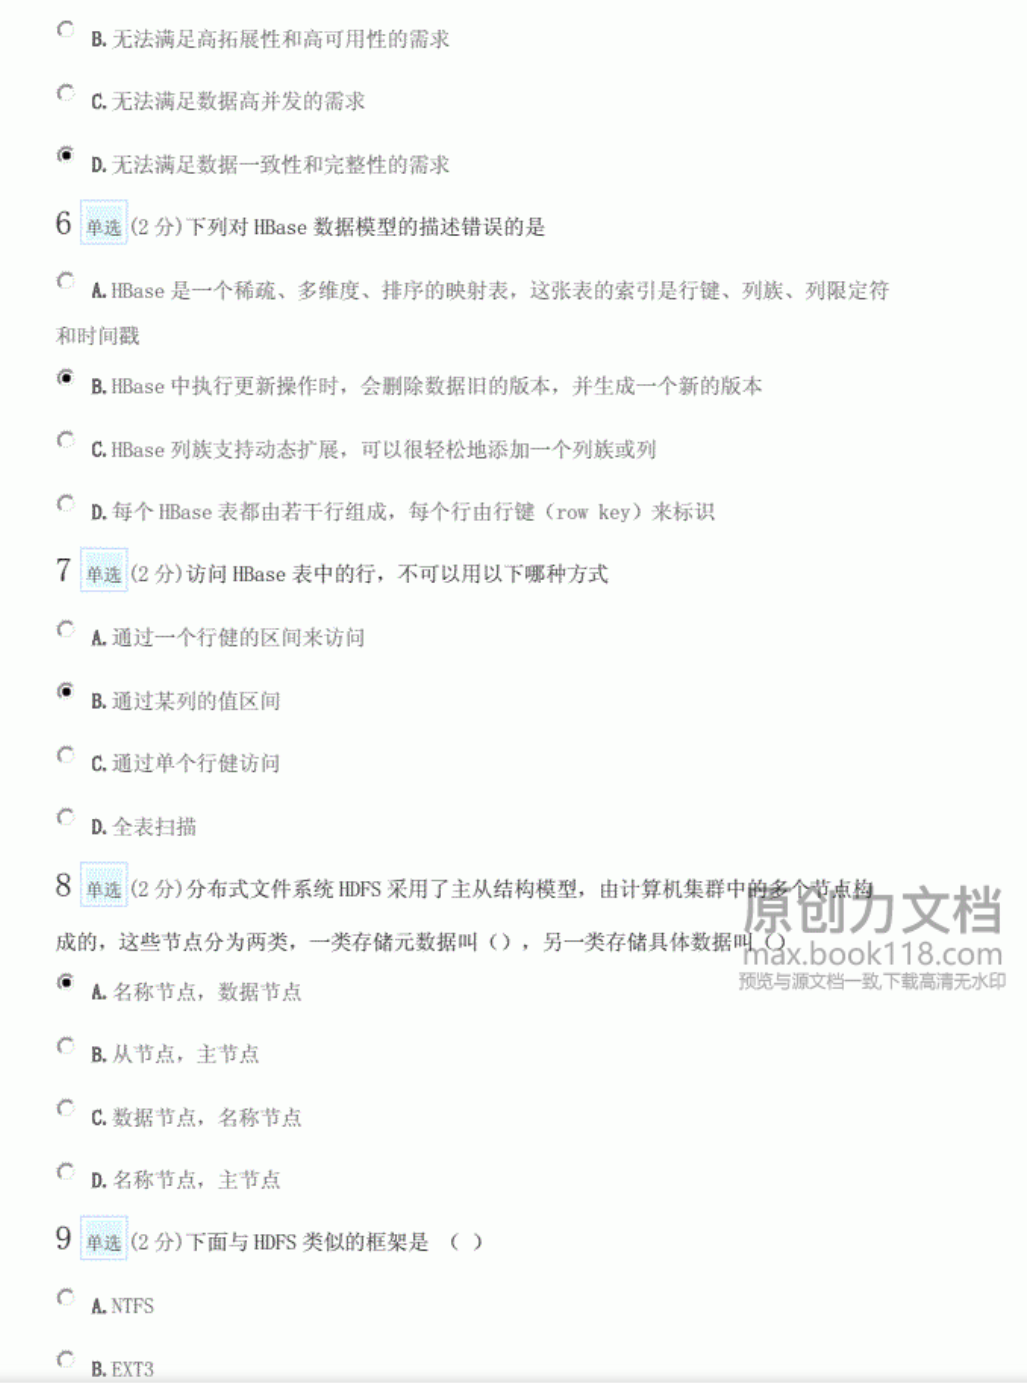 B.无法满足高拓展性和高可用性的需求
C.无法满足数据高并发的需求
D.无法满足数据一致性和完整性的需求
6 单选(2 分)下列对 HBase 数据模型的描述错误的是
A.HBase 是一个稀疏、多维度、排序的映射表，这张表的索引是行键、列族、列限定符
和时间戳
B.HBase 中执行更新操作时，会删除数据旧的版本，并生成一个新的版本
C.HBase 列族支持动态扩展，可以很轻松地添加一个列族或列
D.每个 HBase 表都由若干行组成，每个行由行键（row key）来标识
7 单选(2 分)访问 HBase 表中的行，不可以用以下哪种方式
A.通过一个行健的区间来访问
B.通过某列的值区间
C.通过单个行健访问
D.全表扫描
8 单选(2 分)分布式文件系统 HDFS 采用了主从结构模型，由计算机集群中的多个节点构
成的，这些节点分为两类，一类存储元数据叫（），另一类存储具体数据叫（）
原创力文档
max.book118.com
预览与源文档一致,下载高清无水印
A.名称节点，数据节点
B.从节点，主节点
C.数据节点，名称节点
D.名称节点，主节点
9 单选(2 分)下面与 HDFS 类似的框架是 （ ）
A.NTFS
B.EXT3